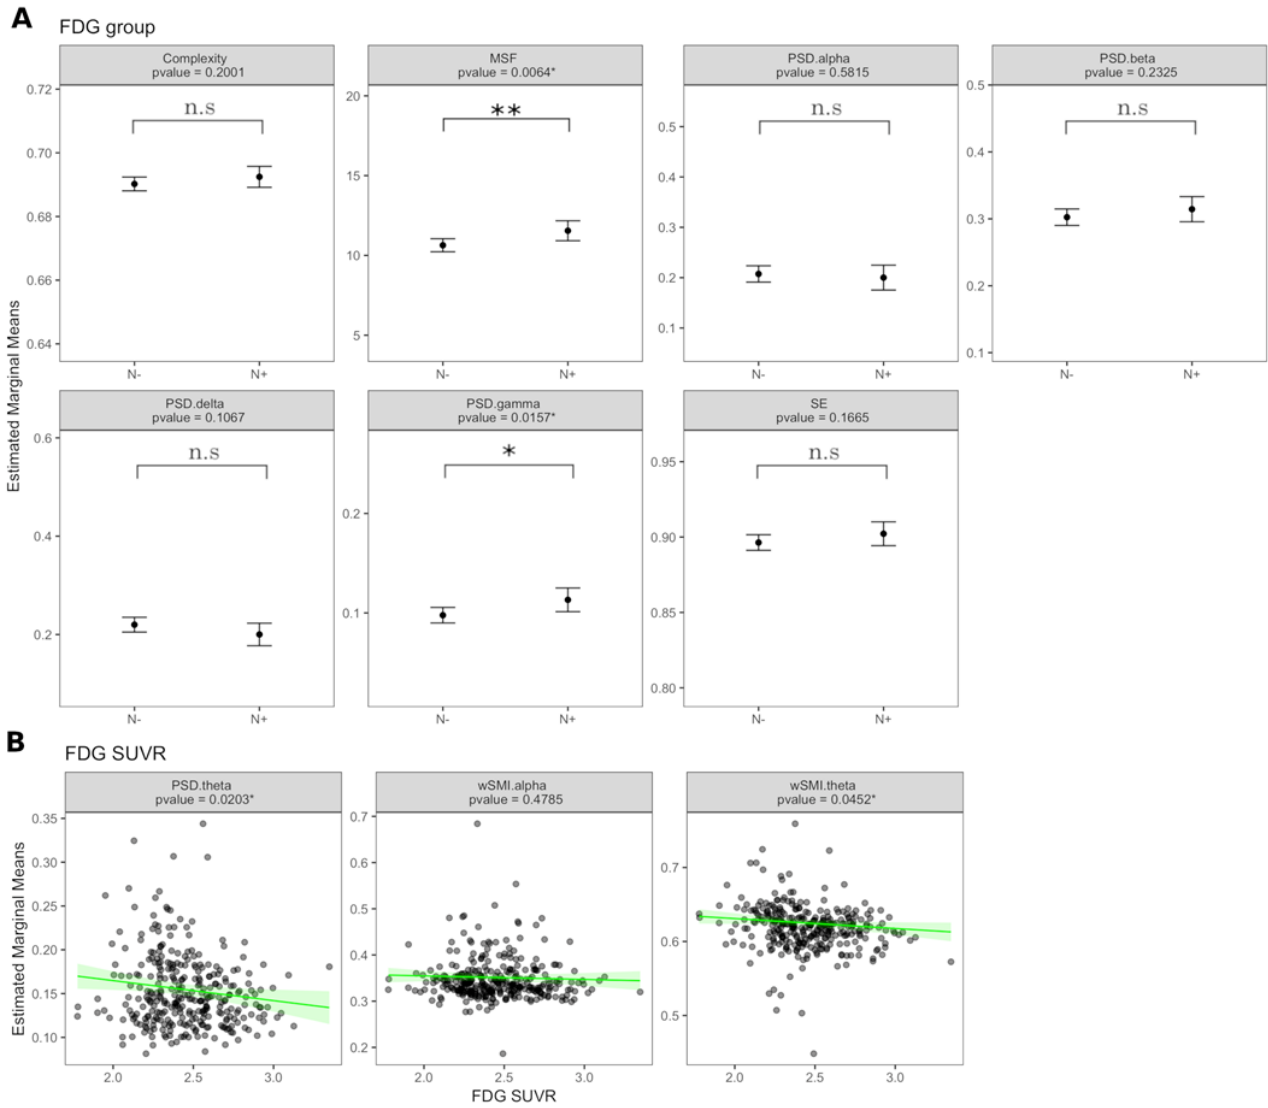 A
FDG group
Complexity
pvalue = 0.2001
MSF
pvalue = 0.0064*
PSD.alpha
pvalue = 0.5815
PSD.beta
pvalue = 0.2325
n.s
**
n.s
n.s
0.72
0.70
0.68
0.66
0.64
20
15
10
5
0.5
0.4
0.3
0.2
0.1
0.5
0.4
0.3
0.2
0.1
N- N+
N- N+
N- N+
N- N+
Estimated Marginal Means
PSD.delta
pvalue = 0.1067
PSD.gamma
pvalue = 0.0157*
SE
pvalue = 0.1665
n.s
*
n.s
0.6
0.4
0.2
0.2
0.1
0.95
0.90
0.85
0.80
N- N+
N- N+
N- N+
B
FDG SUVR
PSD.theta
pvalue = 0.0203*
wSMI.alpha
pvalue = 0.4785
wSMI.theta
pvalue = 0.0452*
Estimated Marginal Means
0.35
0.30
0.25
0.20
0.15
0.10
0.7
0.6
0.5
0.4
0.3
0.2
0.7
0.6
0.5
2.0 2.5 3.0
2.0 2.5 3.0
2.0 2.5 3.0
FDG SUVR